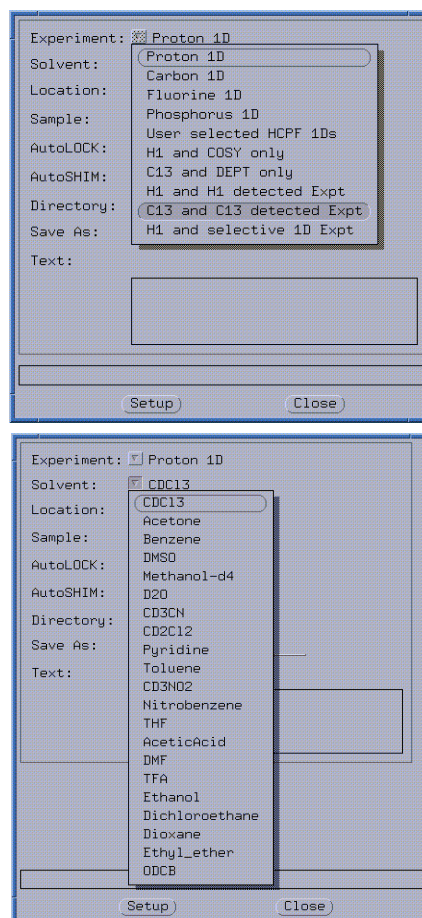 Experiment: Proton 1D
Proton 1D
Solvent:
Carbon 1D
Location:
Fluorine 1D
Sample:
Phosphorus 1D
User selected HCPF 1Ds
AutoLOCK:
H1 and COSY only
C13 and DEPT only
AutoSHIM:
H1 and H1 detected Expt
Directory:
C13 and C13 detected Expt
Save As:
H1 and selective 1D Expt
Text:
Setup Close
Experiment: Proton 1D
Solvent: CDCl3
CDCl3
Location:
Acetone
Sample:
Benzene
DMSO
AutoLOCK:
Methanol-d4
AutoSHIM:
D2O
Directory:
CD3CN
CD2Cl2
Save As:
Pyridine
Text:
Toluene
CD3NO2
Nitrobenzene
THF
AceticAcid
DMF
TFA
Ethanol
Dichloroethane
Dioxane
Ethyl_ether
ODCB
Setup Close